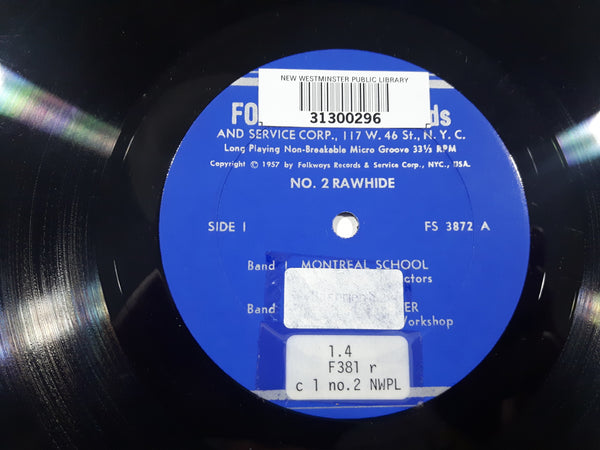 NEW WESTMINSTER PUBLIC LIBRARY
31300296
FO ds
AND SERVICE CORP., 117 W. 46 St., N. Y. C.
Long Playing Non-Breakable Micro Groove 33⅓ RPM
Copyright © 1957 by Folkways Records & Service Corp., NYC., USA.
NO. 2 RAWHIDE
SIDE I FS 3872 A
Band 1 MONTREAL SCHOOL
ctors
Band ER
orkshop
1.4
F381 r
c 1 no.2 NWPL